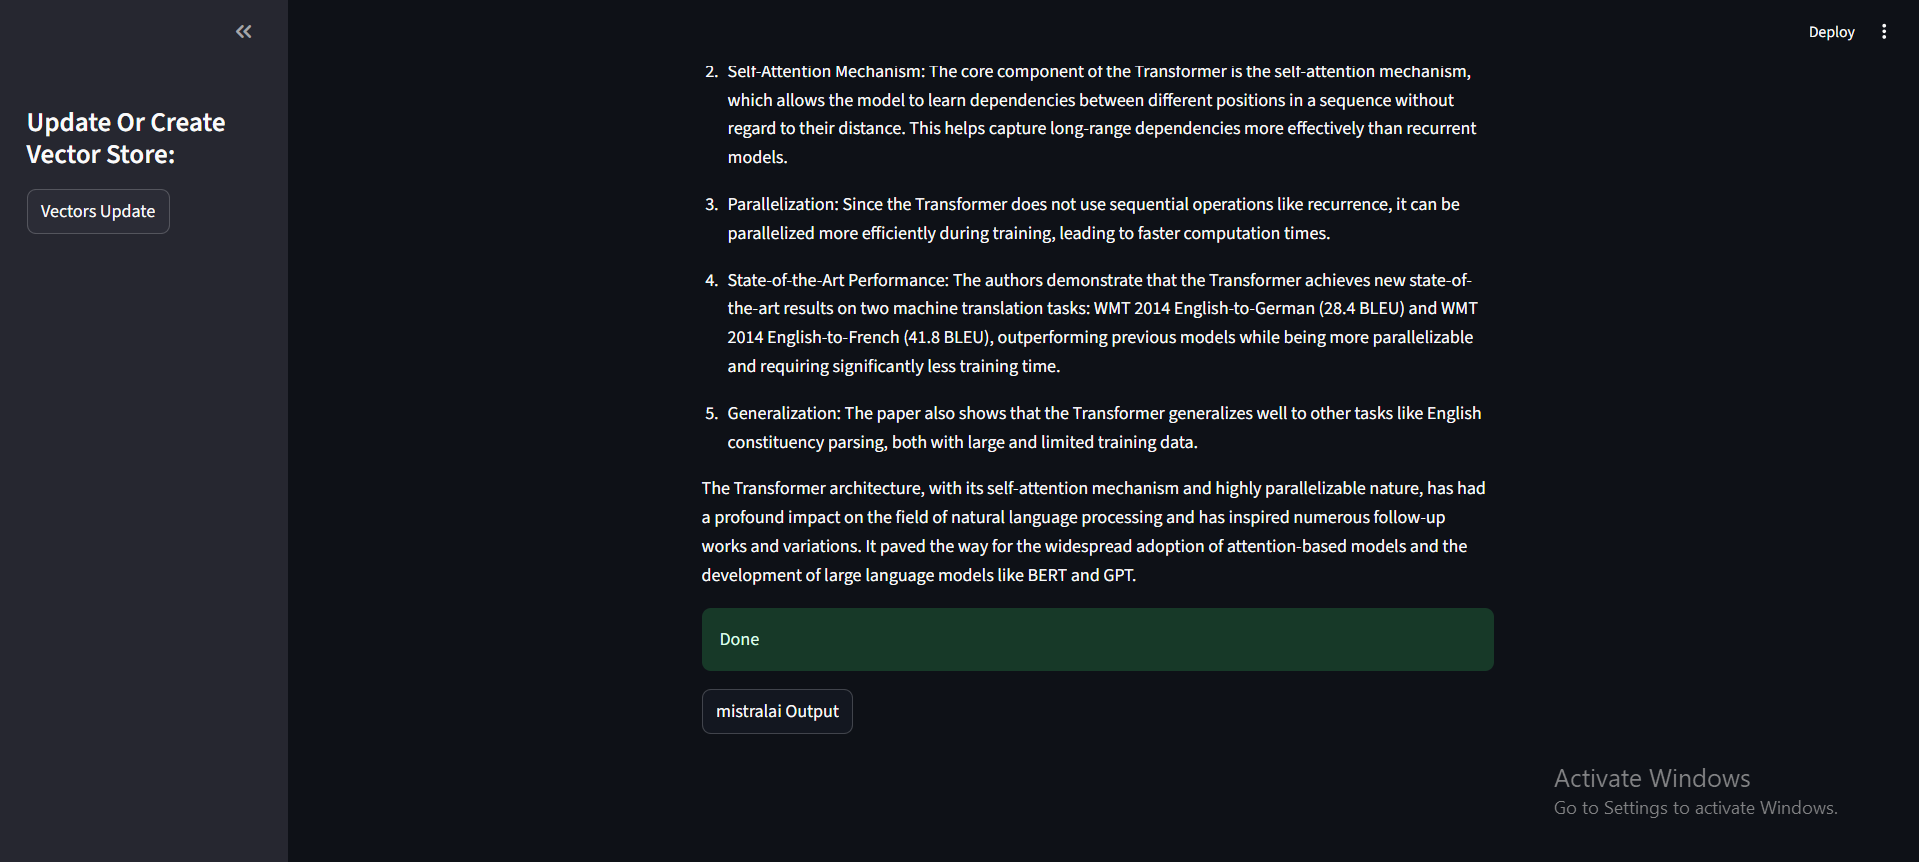 Deploy
Update Or Create
Vector Store:
Vectors Update
2. Self-Attention Mechanism: The core component of the Transformer is the self-attention mechanism,
which allows the model to learn dependencies between different positions in a sequence without
regard to their distance. This helps capture long-range dependencies more effectively than recurrent
models.
3. Parallelization: Since the Transformer does not use sequential operations like recurrence, it can be
parallelized more efficiently during training, leading to faster computation times.
4. State-of-the-Art Performance: The authors demonstrate that the Transformer achieves new state-of-
the-art results on two machine translation tasks: WMT 2014 English-to-German (28.4 BLEU) and WMT
2014 English-to-French (41.8 BLEU), outperforming previous models while being more parallelizable
and requiring significantly less training time.
5. Generalization: The paper also shows that the Transformer generalizes well to other tasks like English
constituency parsing, both with large and limited training data.
The Transformer architecture, with its self-attention mechanism and highly parallelizable nature, has had
a profound impact on the field of natural language processing and has inspired numerous follow-up
works and variations. It paved the way for the widespread adoption of attention-based models and the
development of large language models like BERT and GPT.
Done
mistralai Output
Activate Windows
Go to Settings to activate Windows.